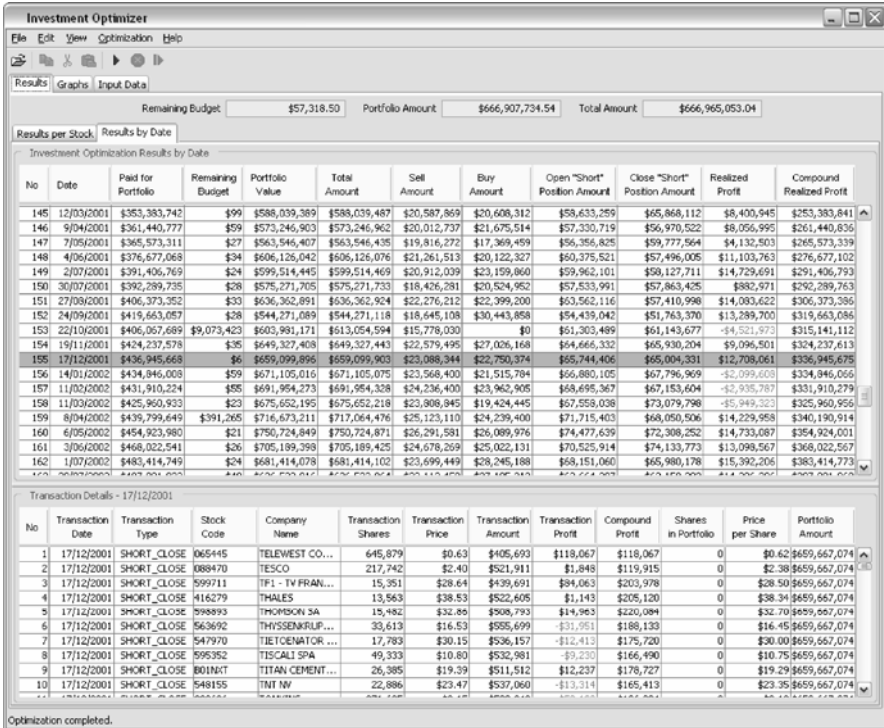 Investment Optimizer
File Edit View Optimization Help
Results Graphs Input Data
Remaining Budget $57,318.50 Portfolio Amount $666,907,734.54 Total Amount $666,965,053.04
Results per Stock Results by Date
Investment Optimization Results by Date
No Date Paid for Portfolio Remaining Budget Portfolio Value Total Amount Sell Amount Buy Amount Open "Short" Position Amount Close "Short" Position Amount Realized Profit Compound Realized Profit
145 12/03/2001 $353,383,742 $99 $588,039,389 $588,039,487 $20,587,869 $20,608,312 $58,633,259 $65,868,112 $8,400,945 $253,383,841
146 9/04/2001 $361,440,777 $59 $573,246,903 $573,246,962 $20,012,737 $21,675,514 $57,330,719 $56,970,522 $8,056,995 $261,440,836
147 7/05/2001 $365,573,311 $27 $563,546,407 $563,546,435 $19,816,272 $17,369,459 $56,356,825 $59,777,564 $4,132,503 $265,573,339
148 4/06/2001 $376,677,068 $34 $606,126,042 $606,126,076 $21,261,513 $20,122,327 $60,375,521 $57,496,005 $11,103,763 $276,677,102
149 2/07/2001 $391,406,769 $24 $599,514,445 $599,514,469 $20,912,039 $23,159,860 $59,962,101 $58,127,711 $14,729,691 $291,406,793
150 30/07/2001 $392,289,735 $28 $575,271,705 $575,271,733 $18,426,281 $20,524,952 $57,533,991 $57,863,425 $882,971 $292,289,763
151 27/08/2001 $406,373,352 $33 $636,362,891 $636,362,924 $22,276,212 $22,399,200 $63,562,116 $57,410,998 $14,083,622 $306,373,386
152 24/09/2001 $419,663,057 $28 $544,271,089 $544,271,118 $18,645,108 $30,443,858 $54,439,042 $51,763,370 $13,289,700 $319,663,086
153 22/10/2001 $406,067,689 $9,073,423 $603,981,171 $613,054,594 $15,778,030 $0 $61,303,489 $61,143,677 -$4,521,973 $315,141,112
154 19/11/2001 $424,237,578 $35 $649,327,408 $649,327,443 $22,579,495 $27,026,168 $64,666,332 $65,930,204 $9,096,501 $324,237,613
155 17/12/2001 $436,945,668 $6 $659,099,896 $659,099,903 $23,088,344 $22,750,374 $65,744,406 $65,004,331 $12,708,061 $336,945,675
156 14/01/2002 $434,846,008 $59 $671,105,016 $671,105,075 $23,568,400 $21,515,784 $66,880,105 $67,796,969 -$2,099,608 $334,846,066
157 11/02/2002 $431,910,224 $55 $691,954,273 $691,954,328 $24,236,400 $23,962,905 $68,695,367 $67,153,604 -$2,935,787 $331,910,279
158 11/03/2002 $425,960,933 $23 $675,652,195 $675,652,218 $23,808,845 $19,424,445 $67,558,038 $73,079,798 -$5,949,323 $325,960,956
159 8/04/2002 $439,799,649 $391,265 $716,673,211 $717,064,476 $25,123,110 $24,239,400 $71,715,403 $68,050,506 $14,229,958 $340,190,914
160 6/05/2002 $454,923,980 $21 $750,724,849 $750,724,871 $26,291,581 $26,089,976 $74,477,639 $72,308,252 $14,733,087 $354,924,001
161 3/06/2002 $468,022,541 $26 $705,189,398 $705,189,425 $24,678,269 $25,022,131 $70,525,914 $74,133,773 $13,098,567 $368,022,567
162 1/07/2002 $483,414,749 $24 $681,414,078 $681,414,102 $23,699,449 $28,245,188 $68,151,060 $65,980,178 $15,392,206 $383,414,773
Transaction Details - 17/12/2001
No Transaction Date Transaction Type Stock Code Company Name Transaction Shares Transaction Price Transaction Amount Transaction Profit Compound Profit Shares in Portfolio Price per Share Portfolio Amount
1 17/12/2001 SHORT_CLOSE 065445 TELEWEST CO... 645,879 $0.63 $405,693 $118,067 $118,067 0 $0.62 $659,667,074
2 17/12/2001 SHORT_CLOSE 088470 TESCO 217,742 $2.40 $521,911 $1,848 $119,915 0 $2.38 $659,667,074
3 17/12/2001 SHORT_CLOSE 599711 TF1 - TV FRAN... 15,351 $28.64 $439,691 $84,063 $203,978 0 $28.50 $659,667,074
4 17/12/2001 SHORT_CLOSE 416279 THALES 13,563 $38.53 $522,605 $1,143 $205,120 0 $38.34 $659,667,074
5 17/12/2001 SHORT_CLOSE 598893 THOMSON SA 15,482 $32.86 $508,793 $14,963 $220,084 0 $32.70 $659,667,074
6 17/12/2001 SHORT_CLOSE 563692 THYSSENKRUP... 33,613 $16.53 $555,699 -$31,951 $188,133 0 $16.45 $659,667,074
7 17/12/2001 SHORT_CLOSE 547970 TIETOENATOR ... 17,783 $30.15 $536,157 -$12,413 $175,720 0 $30.00 $659,667,074
8 17/12/2001 SHORT_CLOSE 595352 TISCALI SPA 49,333 $10.80 $532,981 -$9,230 $166,490 0 $10.75 $659,667,074
9 17/12/2001 SHORT_CLOSE B01NXT TITAN CEMENT... 26,385 $19.39 $511,512 $12,237 $178,727 0 $19.29 $659,667,074
10 17/12/2001 SHORT_CLOSE 548155 TNT NV 22,886 $23.47 $537,060 -$13,314 $165,413 0 $23.35 $659,667,074
Optimization completed.